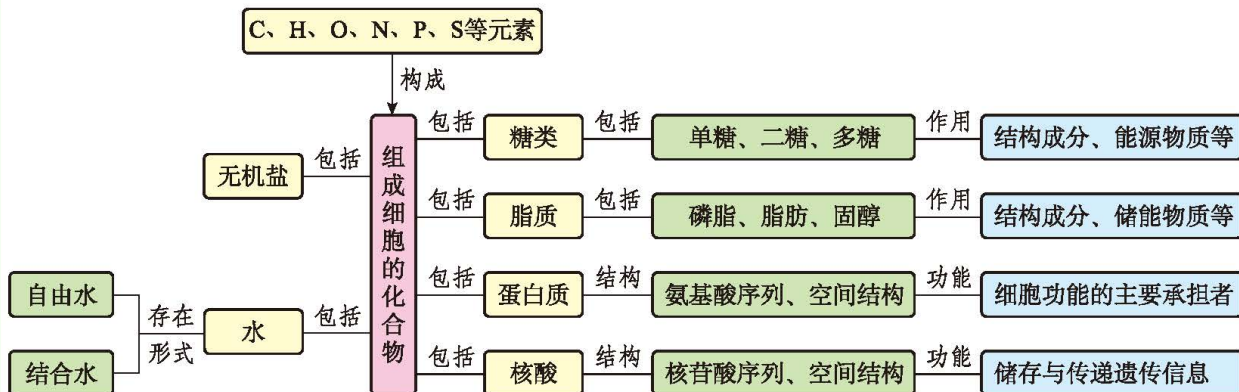 C、H、O、N、P、S等元素
构成
组成细胞的化合物
包括
无机盐
包括
水
存在
形式
自由水
结合水
包括
糖类
包括
单糖、二糖、多糖
作用
结构成分、能源物质等
包括
脂质
包括
磷脂、脂肪、固醇
作用
结构成分、储能物质等
包括
蛋白质
结构
氨基酸序列、空间结构
功能
细胞功能的主要承担者
包括
核酸
结构
核苷酸序列、空间结构
功能
储存与传递遗传信息